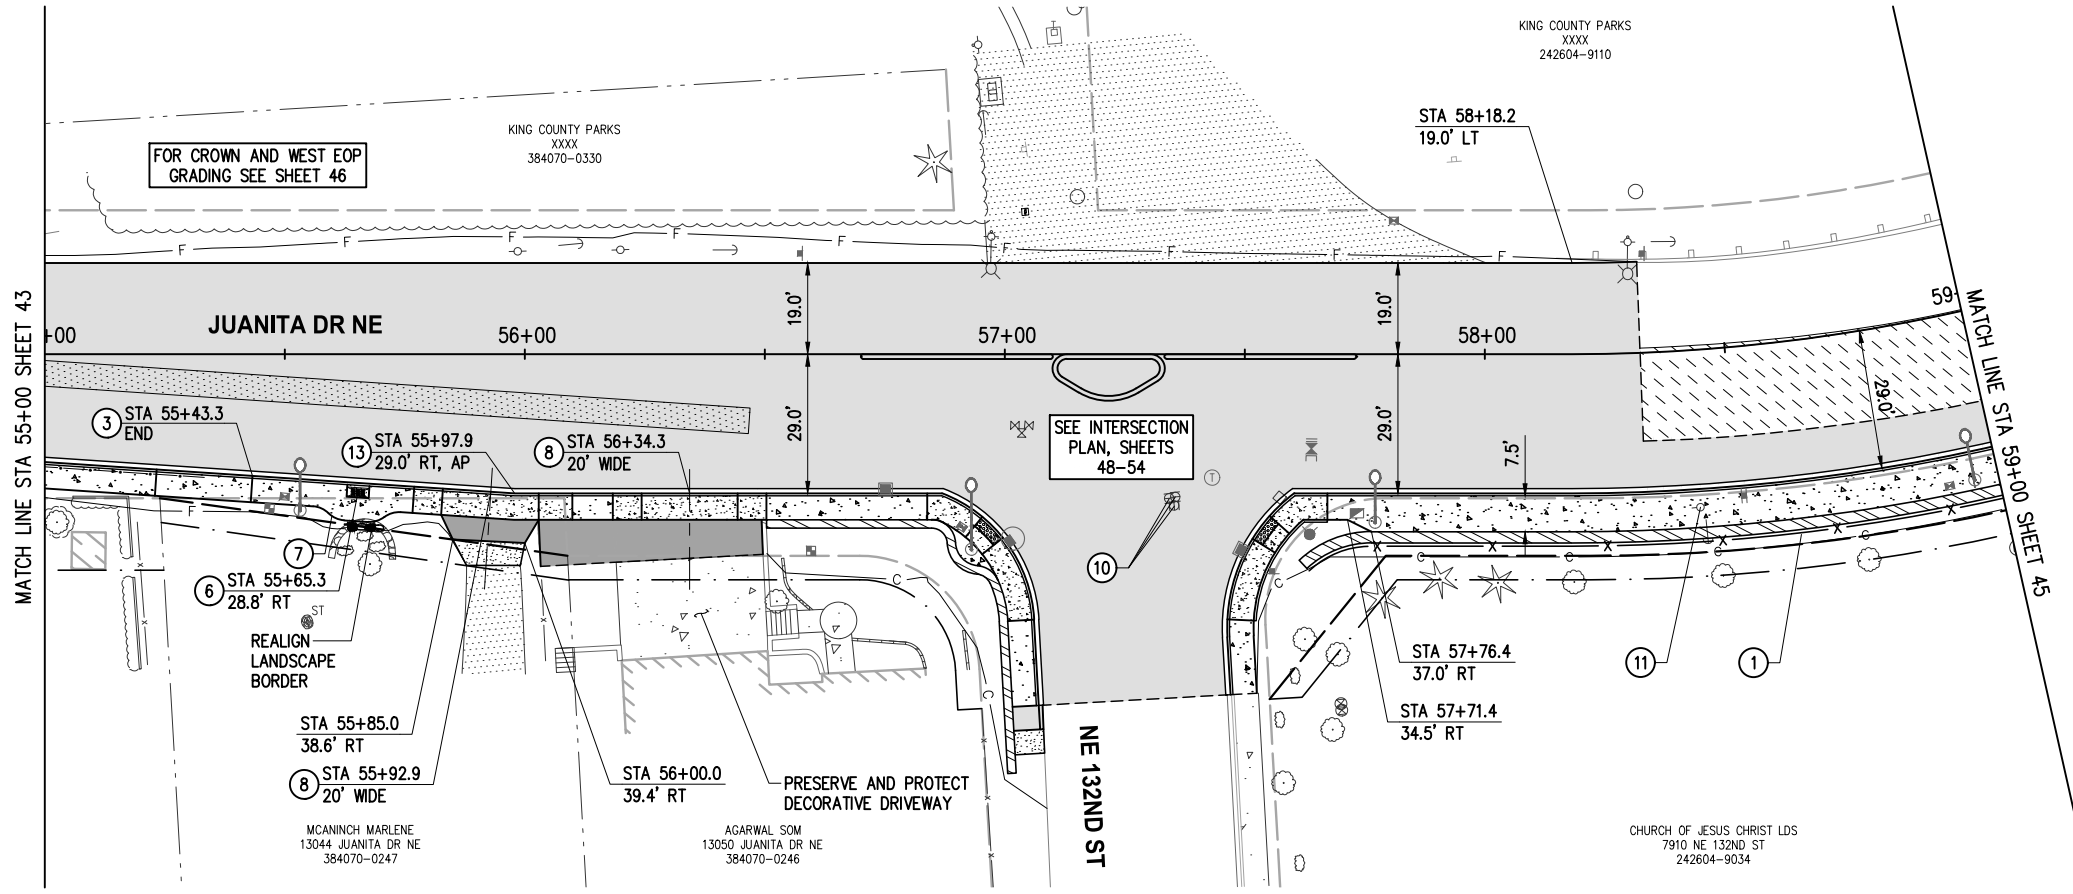 KING COUNTY PARKS
XXXX
242604-9110
STA 58+18.2
19.0' LT
KING COUNTY PARKS
XXXX
384070-0330
FOR CROWN AND WEST EOP
GRADING SEE SHEET 46
F F F F F F F F F
MATCH LINE STA 55+00 SHEET 43
JUANITA DR NE
+00
56+00
57+00
58+00
59+
19.0'
19.0'
29.0'
29.0'
29.0'
7.5'
MATCH LINE STA 59+00 SHEET 45
3 STA 55+43.3
END
13 STA 55+97.9
29.0' RT, AP
8 STA 56+34.3
20' WIDE
SEE INTERSECTION
PLAN, SHEETS
48-54
T
F
7
6 STA 55+65.3
28.8' RT
ST
REALIGN
LANDSCAPE
BORDER
10
X X X X X
C C C C C
C
C
C
STA 57+76.4
37.0' RT
11
1
STA 57+71.4
34.5' RT
STA 55+85.0
38.6' RT
8 STA 55+92.9
20' WIDE
STA 56+00.0
39.4' RT
PRESERVE AND PROTECT
DECORATIVE DRIVEWAY
NE 132ND ST
MCANINCH MARLENE
13044 JUANITA DR NE
384070-0247
AGARWAL SOM
13050 JUANITA DR NE
384070-0246
CHURCH OF JESUS CHRIST LDS
7910 NE 132ND ST
242604-9034